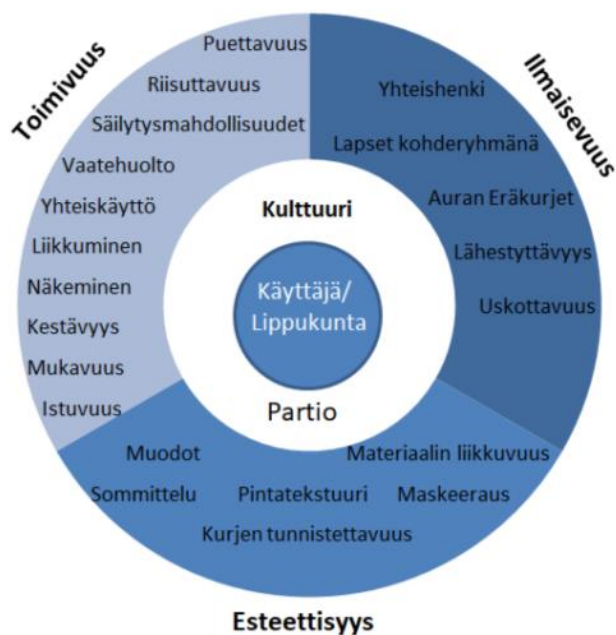 Toimivuus
Puettavuus
Riisuttavuus
Säilytysmahdollisuudet
Vaatehuolto
Yhteiskäyttö
Liikkuminen
Näkeminen
Kestävyys
Mukavuus
Istuvuus
Ilmaisevuus
Yhteishenki
Lapset kohderyhmänä
Auran Eräkurjet
Lähestyttävyys
Uskottavuus
Kulttuuri
Käyttäjä/
Lippukunta
Partio
Muodot
Materiaalin liikkuvuus
Sommittelu
Pintatekstuuri
Maskeeraus
Kurjen tunnistettavuus
Esteettisyys